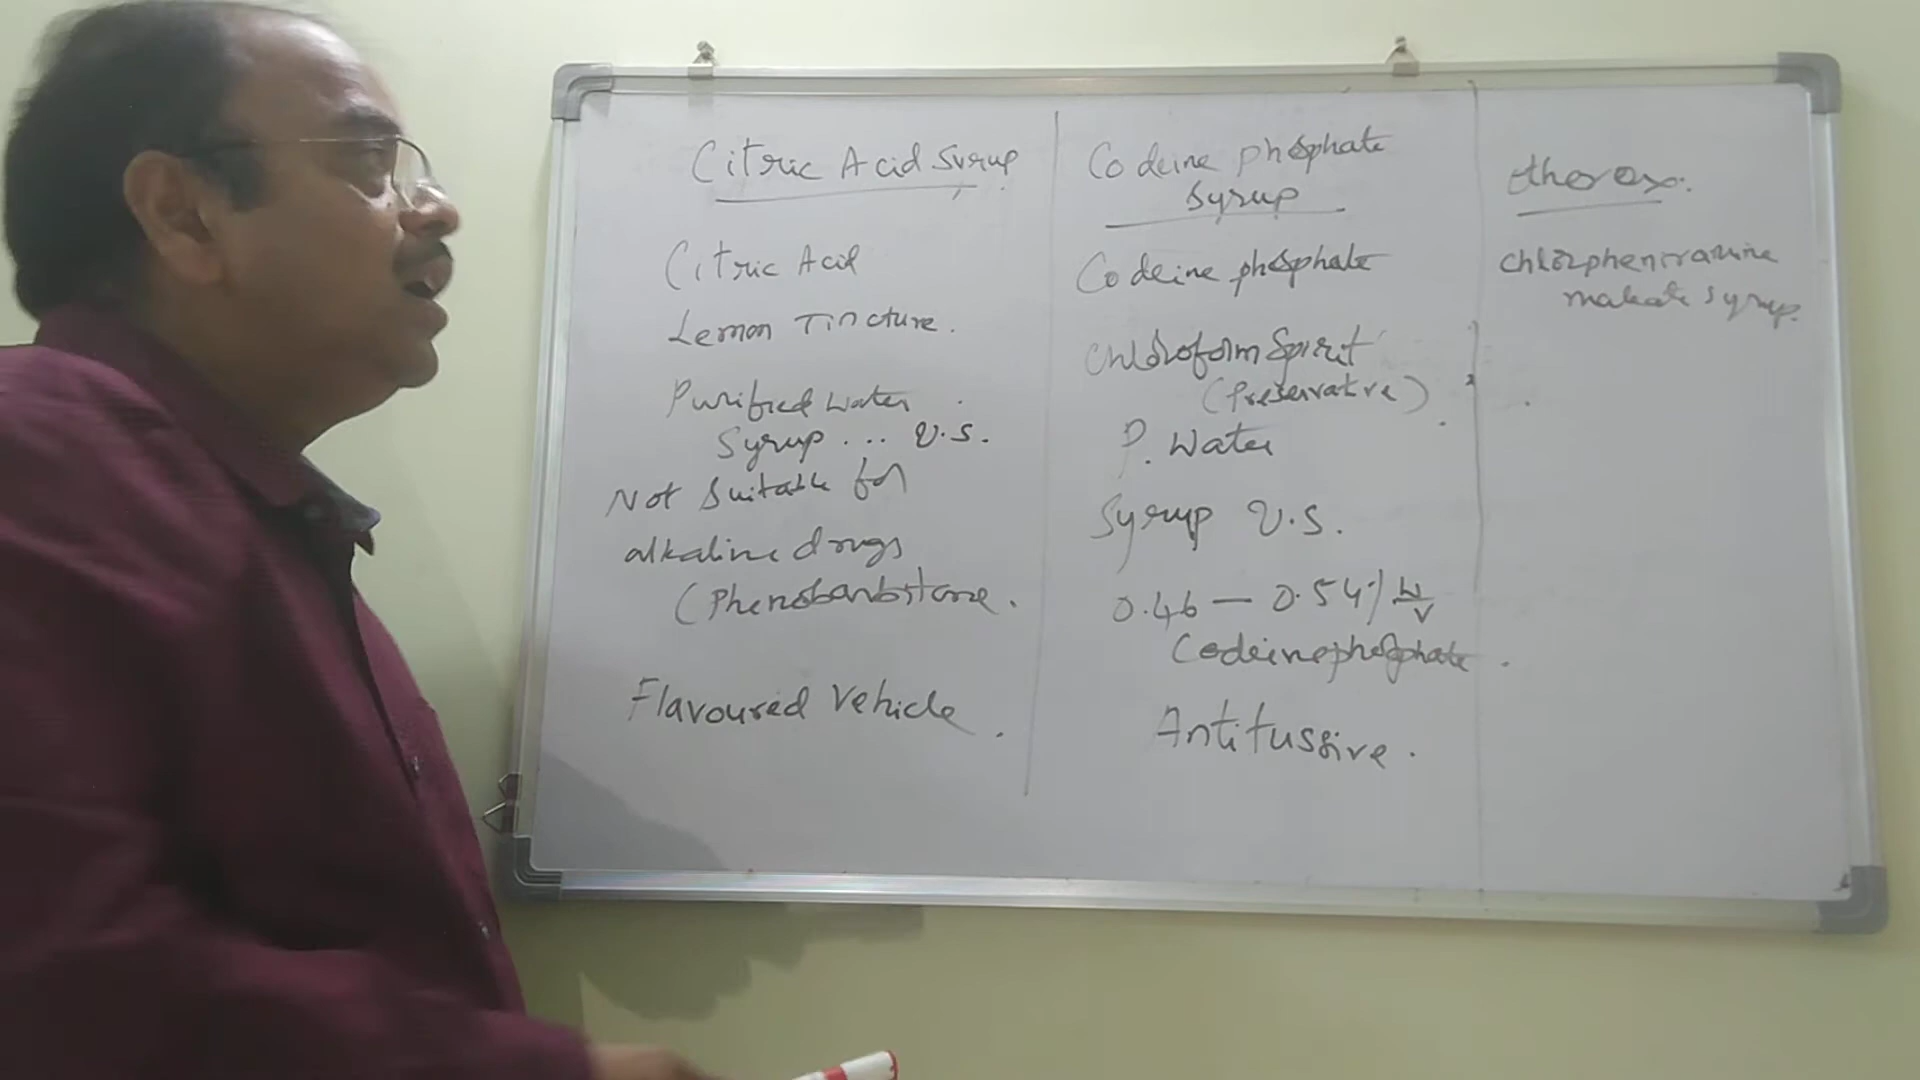 Citric Acid Syrup
Citric Acid
Lemon Tincture.
Purified water
Syrup ... V.S.
Not Suitable for
alkaline drugs
(Phenobarbitone.
Flavoured vehicle.
Codeine phosphate
Syrup
Codeine phosphate
Chloroform Spirit
(Preservative)
P. Water
Syrup V.S.
0.46 – 0.54% W/V
Codeine phosphate.
Antitussive.
other ex.
Chlorpheniramine
maleate syrup.